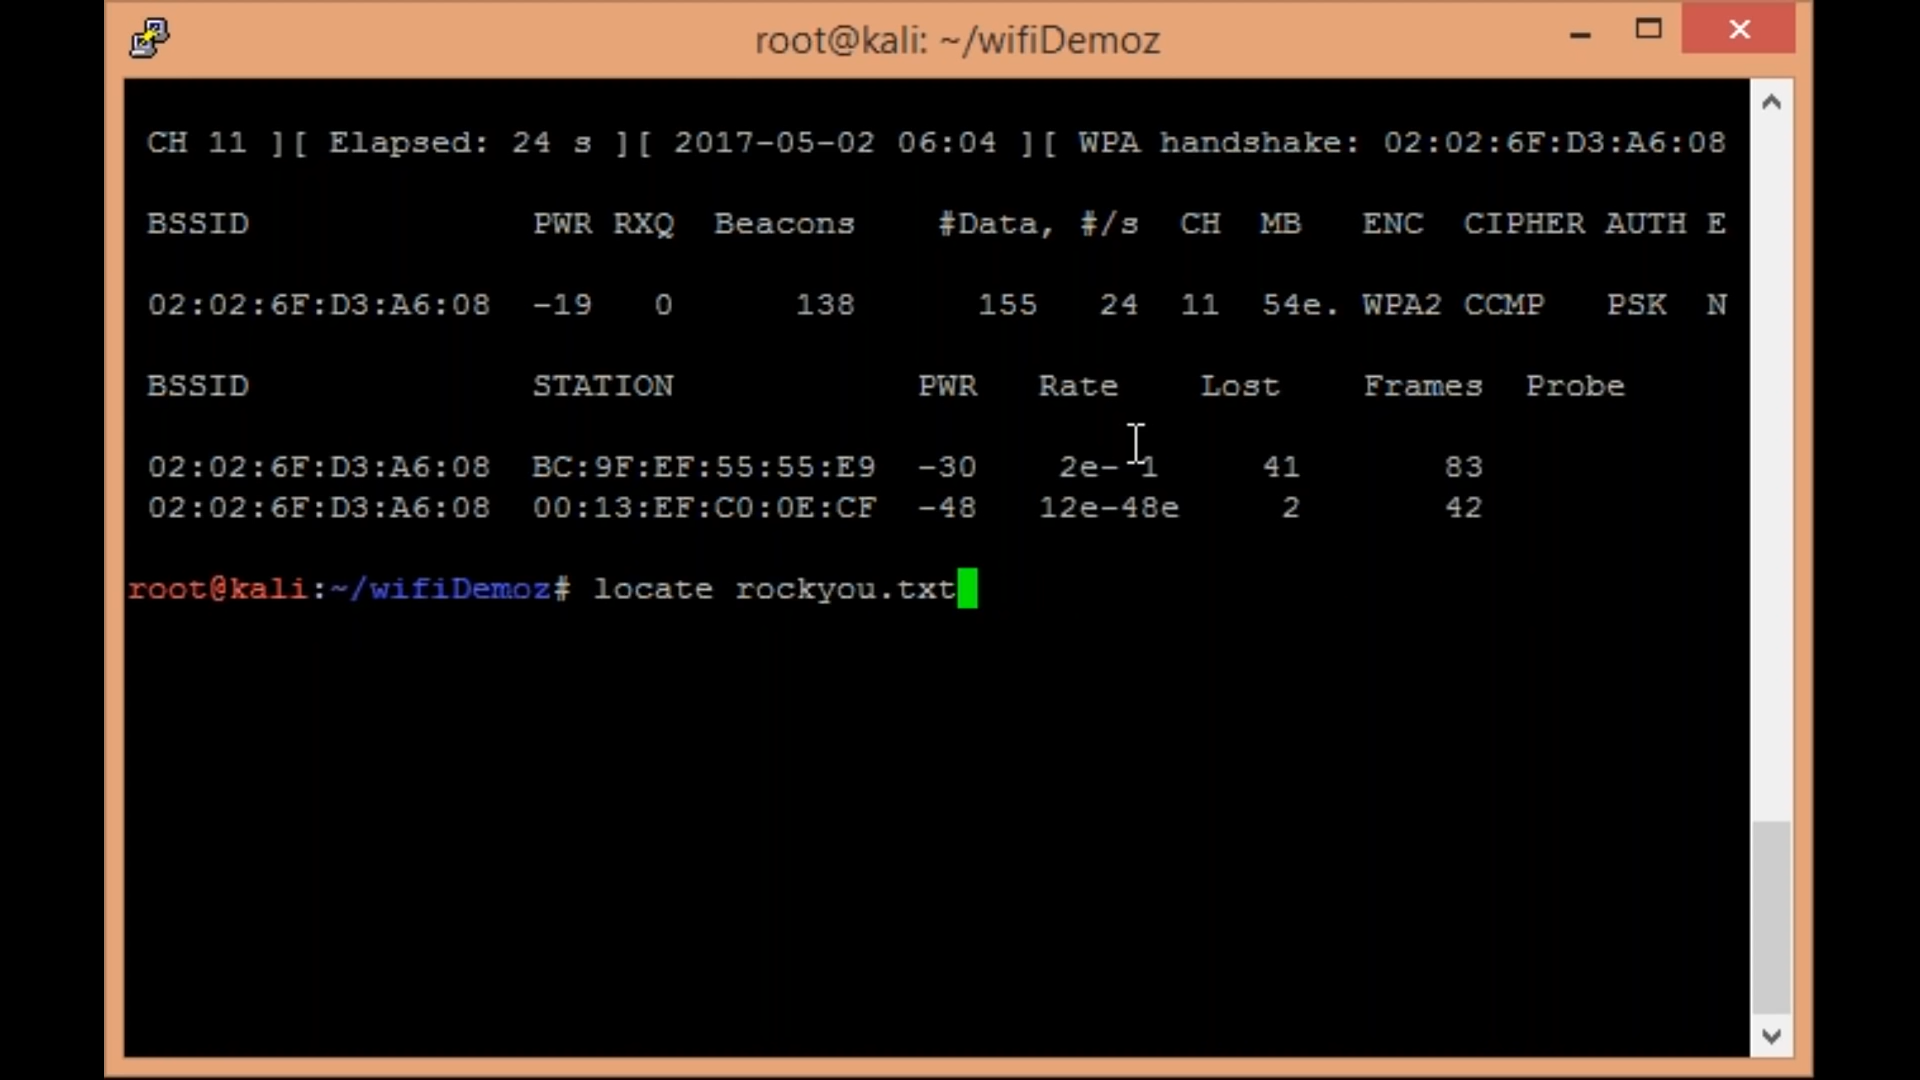 root@kali: ~/wifiDemoz
CH 11 ][ Elapsed: 24 s ][ 2017-05-02 06:04 ][ WPA handshake: 02:02:6F:D3:A6:08
BSSID PWR RXQ Beacons #Data, #/s CH MB ENC CIPHER AUTH E
02:02:6F:D3:A6:08 -19 0 138 155 24 11 54e. WPA2 CCMP PSK N
BSSID STATION PWR Rate Lost Frames Probe
02:02:6F:D3:A6:08 BC:9F:EF:55:55:E9 -30 2e- 1 41 83
02:02:6F:D3:A6:08 00:13:EF:C0:0E:CF -48 12e-48e 2 42
root@kali:~/wifiDemoz# locate rockyou.txt